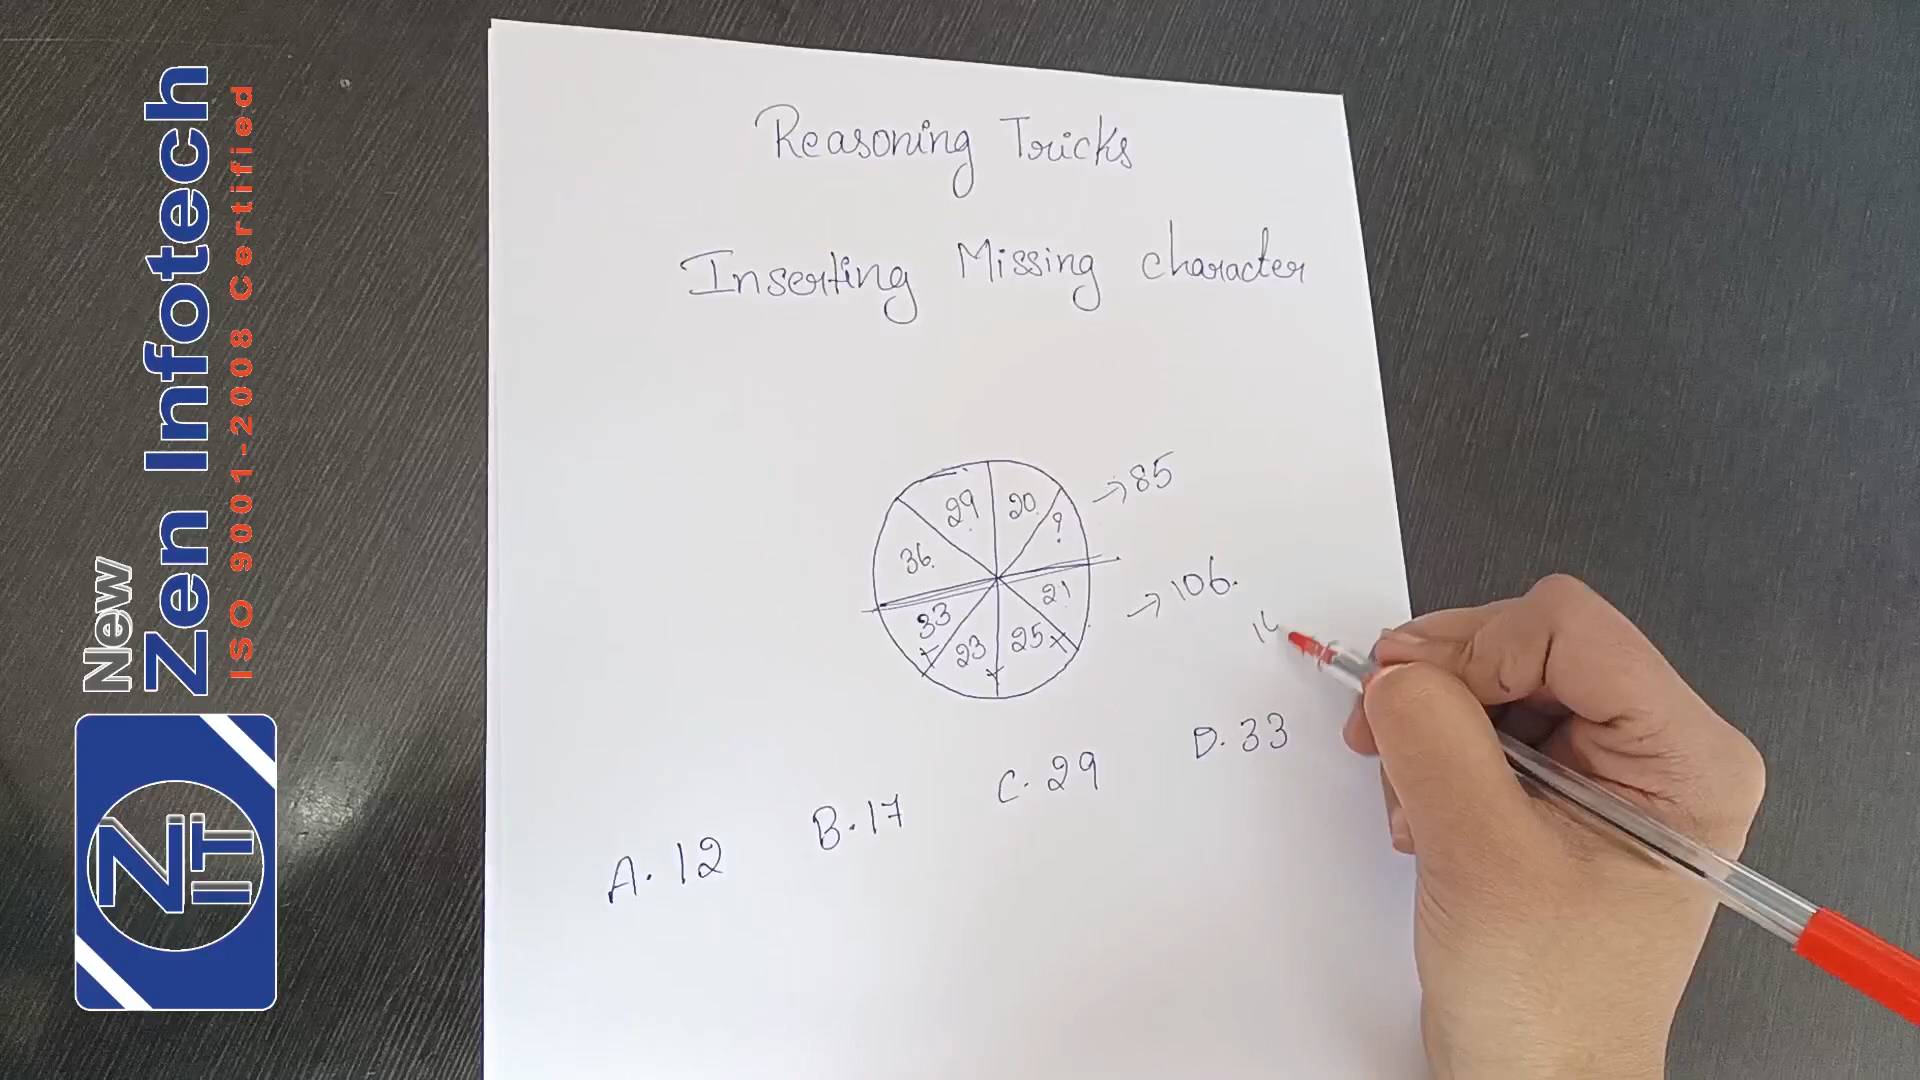 Reasoning Tricks
Inserting Missing character
29 20
36 ?
33 21
23 25
→85
→106.
A. 12 B. 17 C. 29 D. 33
New
Zen Infotech
ISO 9001-2008 Certified
Z
IT